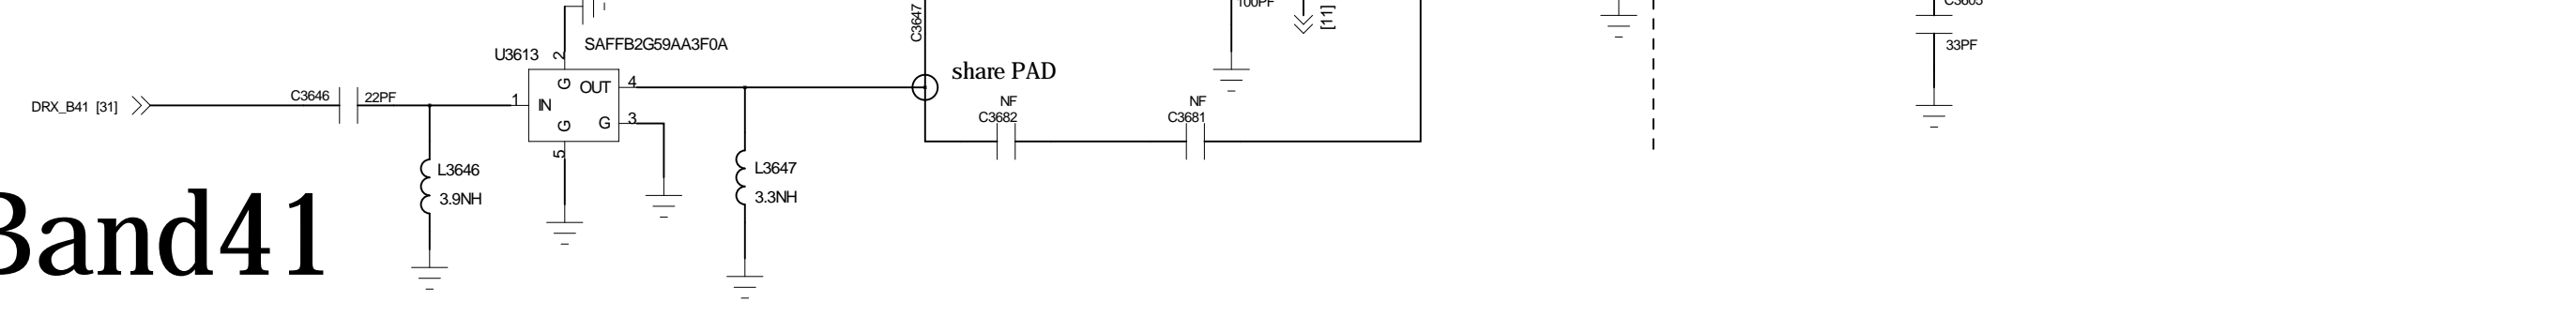 C3647
100PF
[11]
C3603
33PF
SAFFB2G59AA3F0A
U3613
2
share PAD
DRX_B41 [31]
C3646
22PF
1
IN
G
OUT
4
G
G
3
5
NF
C3682
NF
C3681
L3646
3.9NH
L3647
3.3NH
Band41